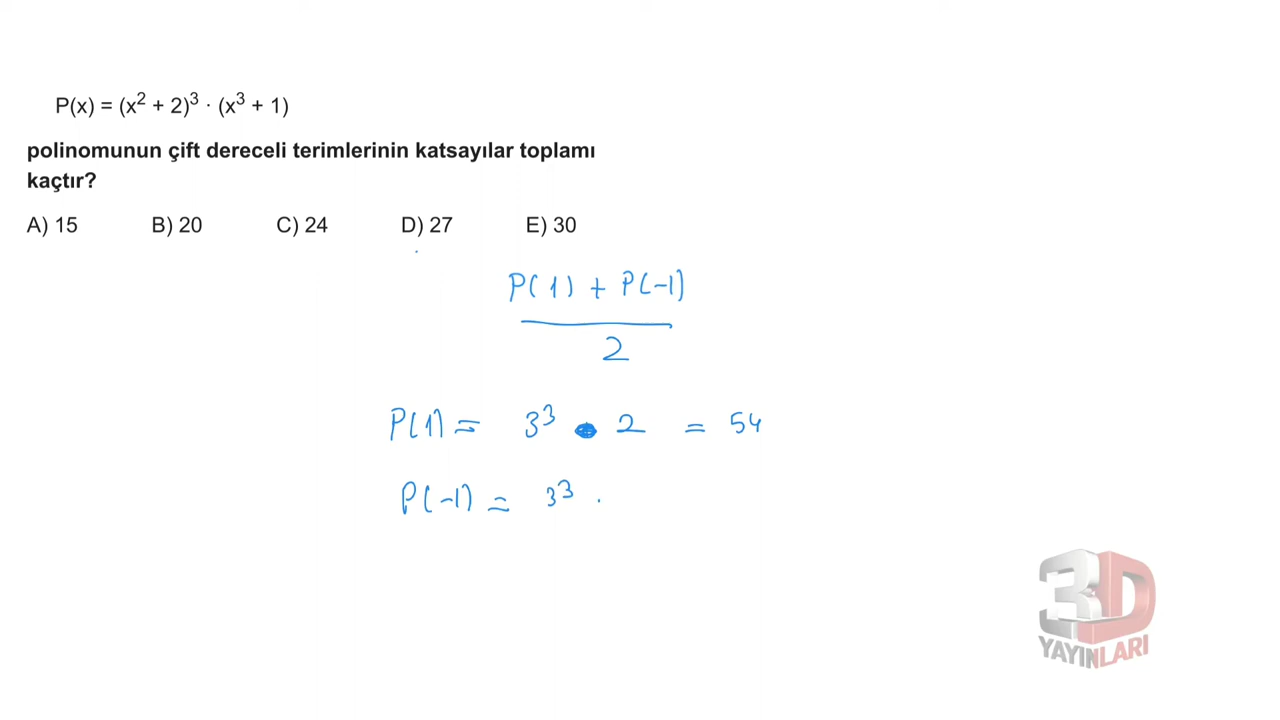 P(x) = (x² + 2)³ · (x³ + 1)
polinomunun çift dereceli terimlerinin katsayılar toplamı
kaçtır?
A) 15 B) 20 C) 24 D) 27 E) 30
P(1) + P(-1)
2
P(1) = 3³ · 2 = 54
P(-1) = 3³ ·
3D
YAYINLARI